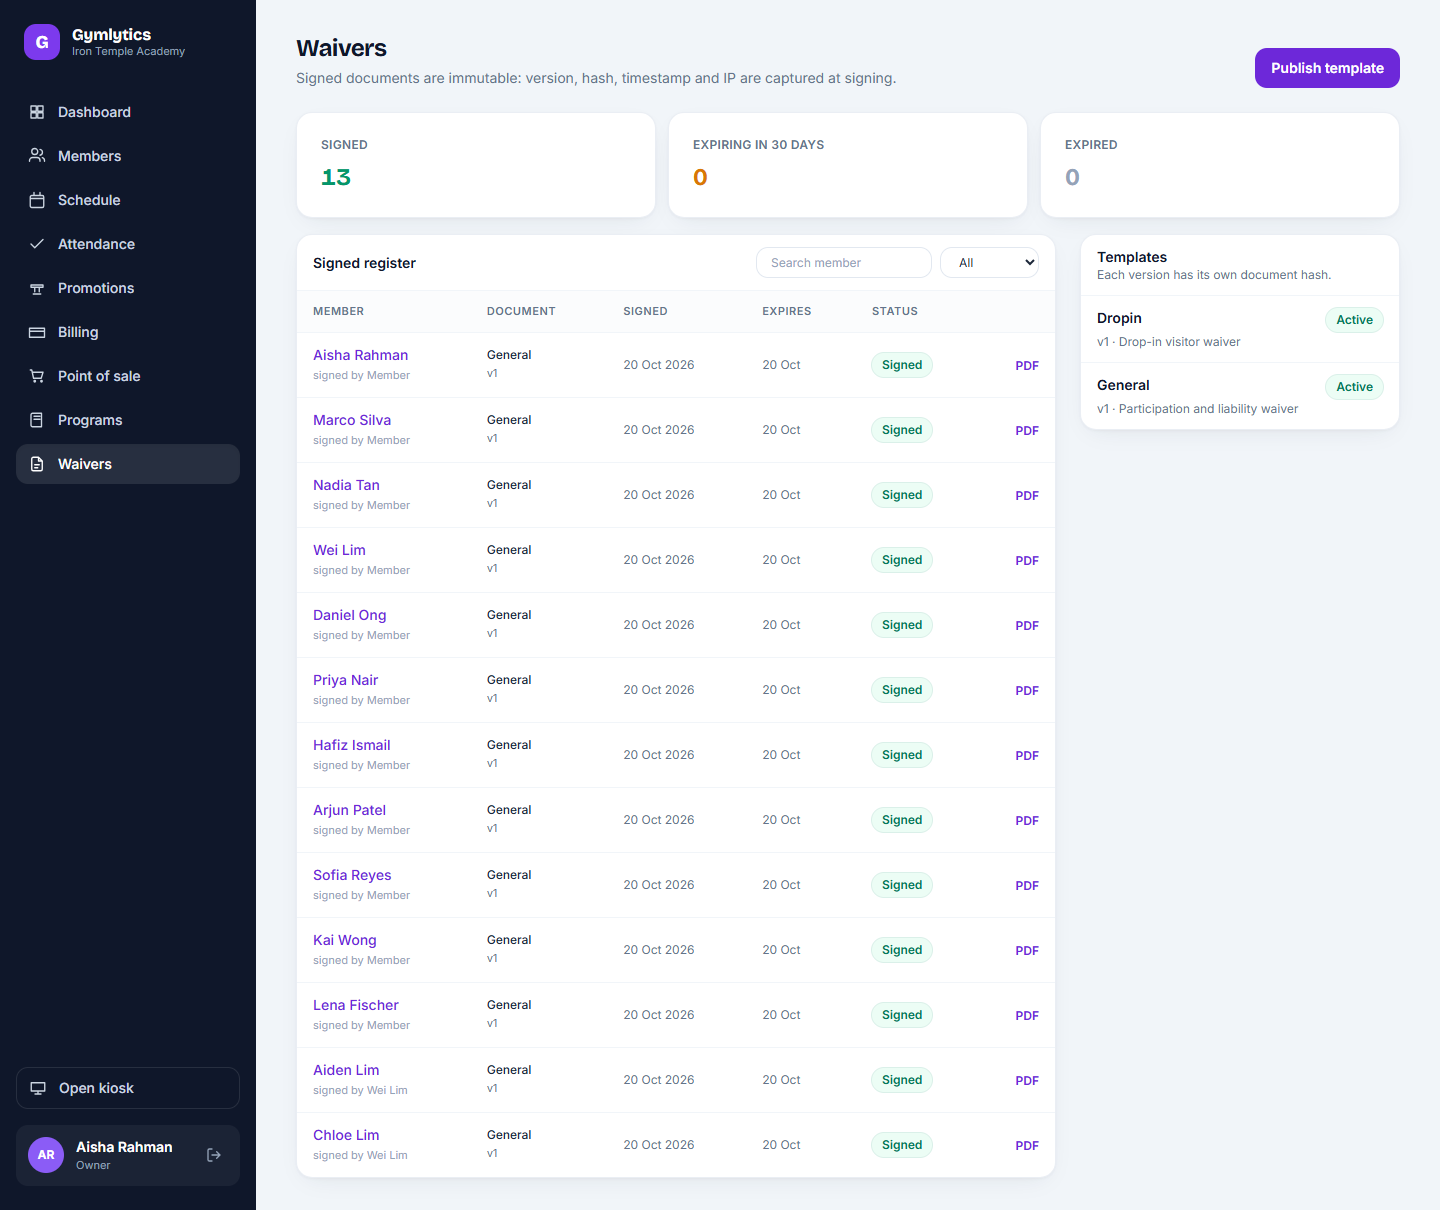 G
Gymlytics
Iron Temple Academy
Dashboard
Members
Schedule
Attendance
Promotions
Billing
Point of sale
Programs
Waivers
Open kiosk
AR
Aisha Rahman
Owner
Waivers
Signed documents are immutable: version, hash, timestamp and IP are captured at signing.
Publish template
SIGNED
13
EXPIRING IN 30 DAYS
0
EXPIRED
0
Signed register
Search member
All
MEMBER DOCUMENT SIGNED EXPIRES STATUS
Aisha Rahman General 20 Oct 2026 20 Oct Signed PDF
signed by Member v1
Marco Silva General 20 Oct 2026 20 Oct Signed PDF
signed by Member v1
Nadia Tan General 20 Oct 2026 20 Oct Signed PDF
signed by Member v1
Wei Lim General 20 Oct 2026 20 Oct Signed PDF
signed by Member v1
Daniel Ong General 20 Oct 2026 20 Oct Signed PDF
signed by Member v1
Priya Nair General 20 Oct 2026 20 Oct Signed PDF
signed by Member v1
Hafiz Ismail General 20 Oct 2026 20 Oct Signed PDF
signed by Member v1
Arjun Patel General 20 Oct 2026 20 Oct Signed PDF
signed by Member v1
Sofia Reyes General 20 Oct 2026 20 Oct Signed PDF
signed by Member v1
Kai Wong General 20 Oct 2026 20 Oct Signed PDF
signed by Member v1
Lena Fischer General 20 Oct 2026 20 Oct Signed PDF
signed by Member v1
Aiden Lim General 20 Oct 2026 20 Oct Signed PDF
signed by Wei Lim v1
Chloe Lim General 20 Oct 2026 20 Oct Signed PDF
signed by Wei Lim v1
Templates
Each version has its own document hash.
Dropin Active
v1 · Drop-in visitor waiver
General Active
v1 · Participation and liability waiver